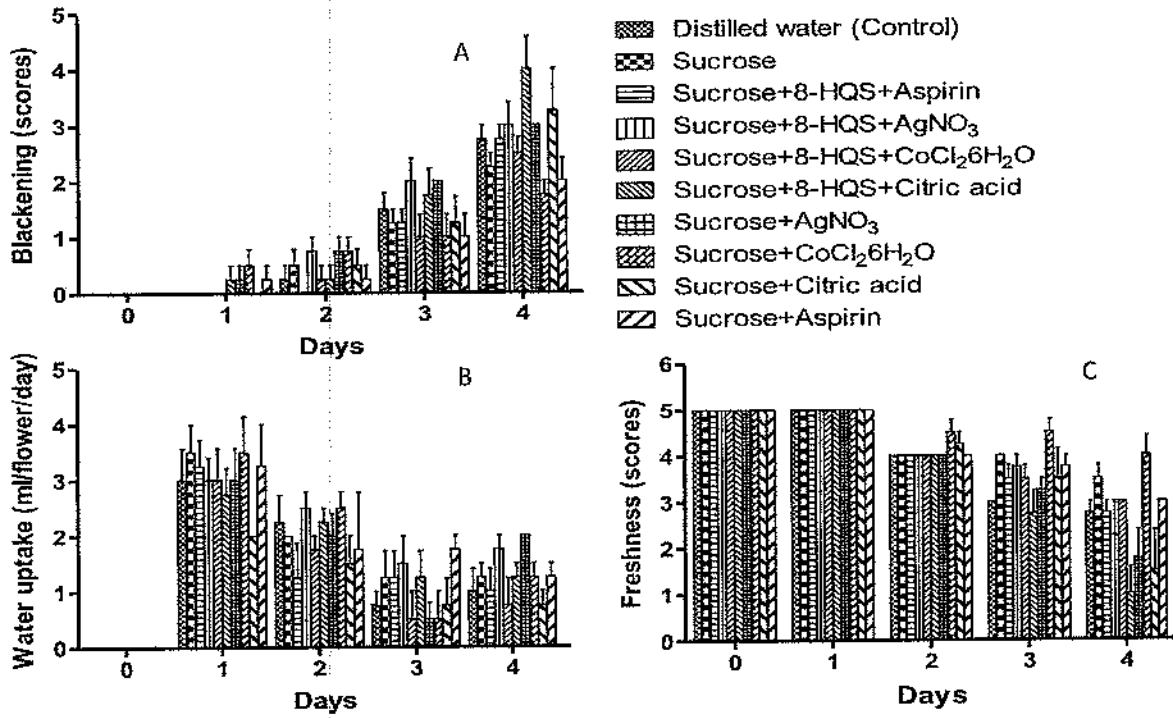 Blackening (scores)
5
4
3
2
1
0
A
0 1 2 3 4
Days
Distilled water (Control)
Sucrose
Sucrose+8-HQS+Aspirin
Sucrose+8-HQS+AgNO₃
Sucrose+8-HQS+CoCl₂6H₂O
Sucrose+8-HQS+Citric acid
Sucrose+AgNO₃
Sucrose+CoCl₂6H₂O
Sucrose+Citric acid
Sucrose+Aspirin
Water uptake (ml/flower/day)
5
4
3
2
1
0
B
0 1 2 3 4
Days
Freshness (scores)
6
5
4
3
2
1
0
C
0 1 2 3 4
Days